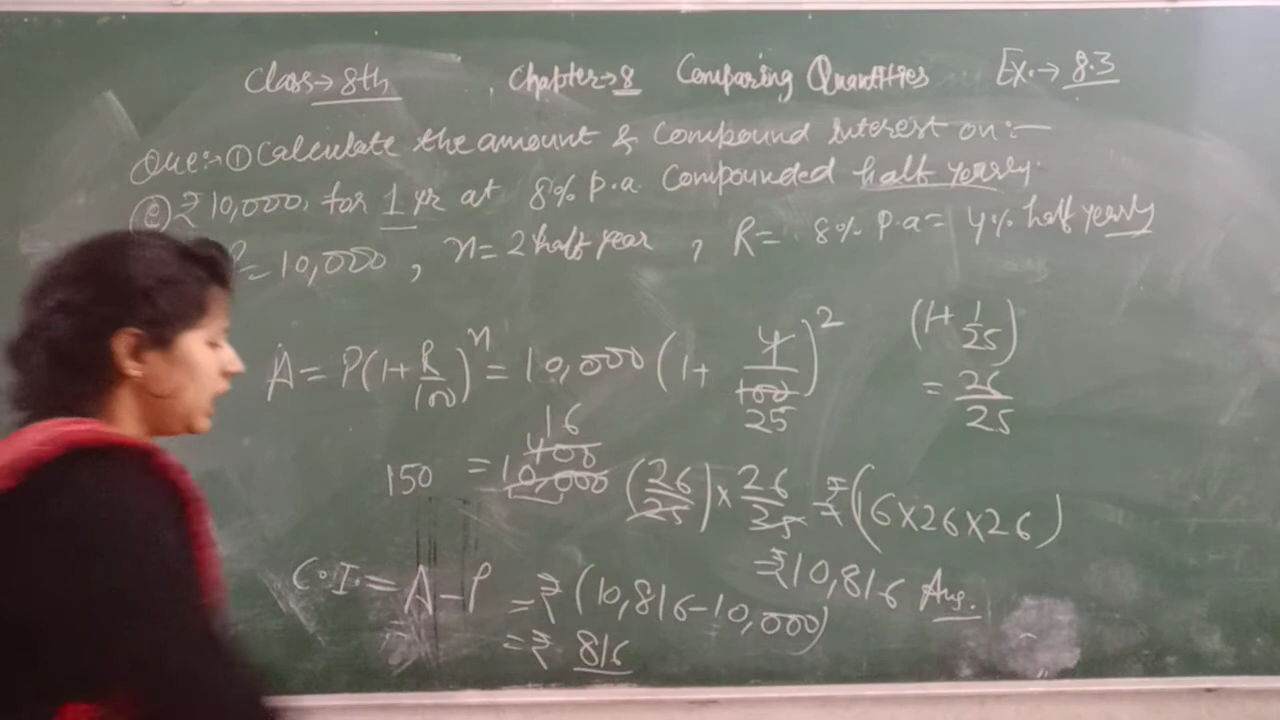 Class→8th Chapter→8 Comparing Quantities Ex.→ 8.3
Que:→ ① Calculate the amount & Compound interest on:—
(e) ₹10,000, for 1 yr at 8% p.a. Compounded half yearly.
P=10,000, n=2 half year, R= 8% p.a = 4% half yearly
A=P(1+R/100)^n = 10,000 (1+ 4/100)^2 (1+ 1/25)
25 = 26/25
16
400
150 = 10,000 (26/25)×26/25 = ₹(16×26×26)
=₹10,816 Ans.
C.I. = A-P =₹ (10,816-10,000)
=₹ 816